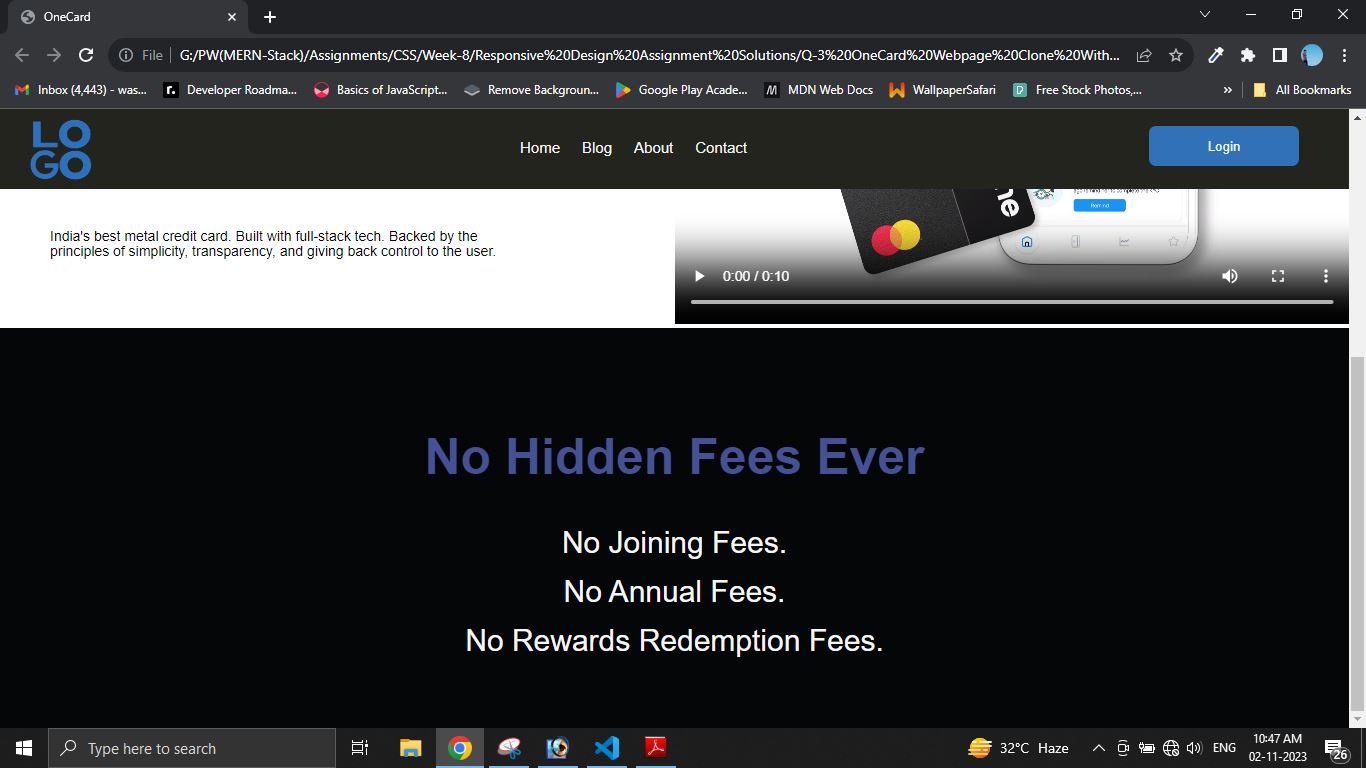 OneCard
File
G:/PW(MERN-Stack)/Assignments/CSS/Week-8/Responsive%20Design%20Assignment%20Solutions/Q-3%20OneCard%20Webpage%20Clone%20With...
Inbox (4,443) - was...
Developer Roadma...
Basics of JavaScript...
Remove Backgroun...
Google Play Acade...
MDN Web Docs
WallpaperSafari
Free Stock Photos,...
»
All Bookmarks
LO
GO
Home
Blog
About
Contact
Login
ne
Remind
India's best metal credit card. Built with full-stack tech. Backed by the
principles of simplicity, transparency, and giving back control to the user.
0:00 / 0:10
No Hidden Fees Ever
No Joining Fees.
No Annual Fees.
No Rewards Redemption Fees.
Type here to search
32°C Haze
ENG
10:47 AM
02-11-2023
26